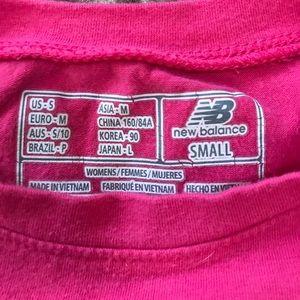 US-S
EURO-M
AUS-S/10
BRAZIL-P
ASIA-M
CHINA 160/84A
KOREA-90
JAPAN-L
NB
new balance
SMALL
WOMENS/FEMMES/MUJERES
MADE IN VIETNAM
FABRIQUÉ EN VIETNAM
HECHO EN VIETNAM